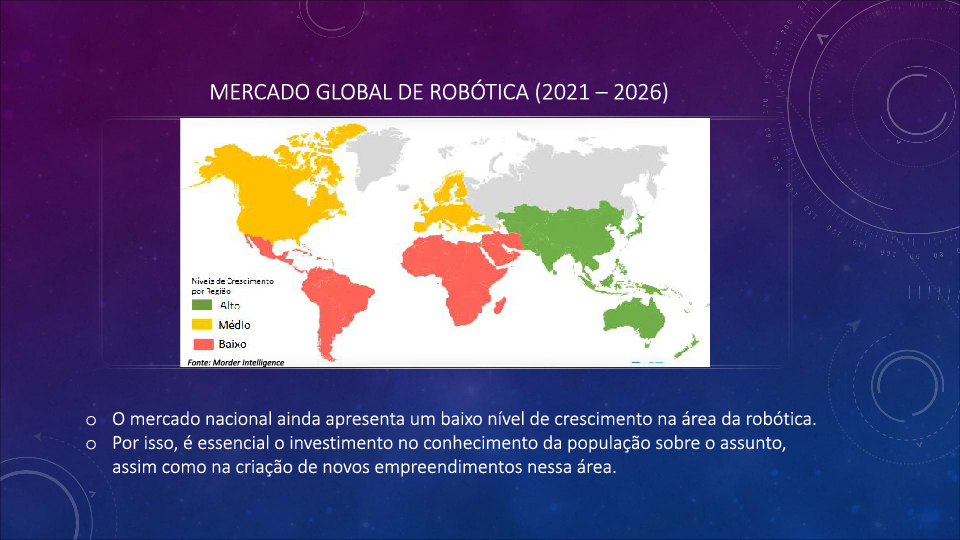 MERCADO GLOBAL DE ROBÓTICA (2021 – 2026)
Níveis de Crescimento
por Região
Alto
Médio
Baixo
Fonte: Morder Intelligence
O mercado nacional ainda apresenta um baixo nível de crescimento na área da robótica.
Por isso, é essencial o investimento no conhecimento da população sobre o assunto,
assim como na criação de novos empreendimentos nessa área.